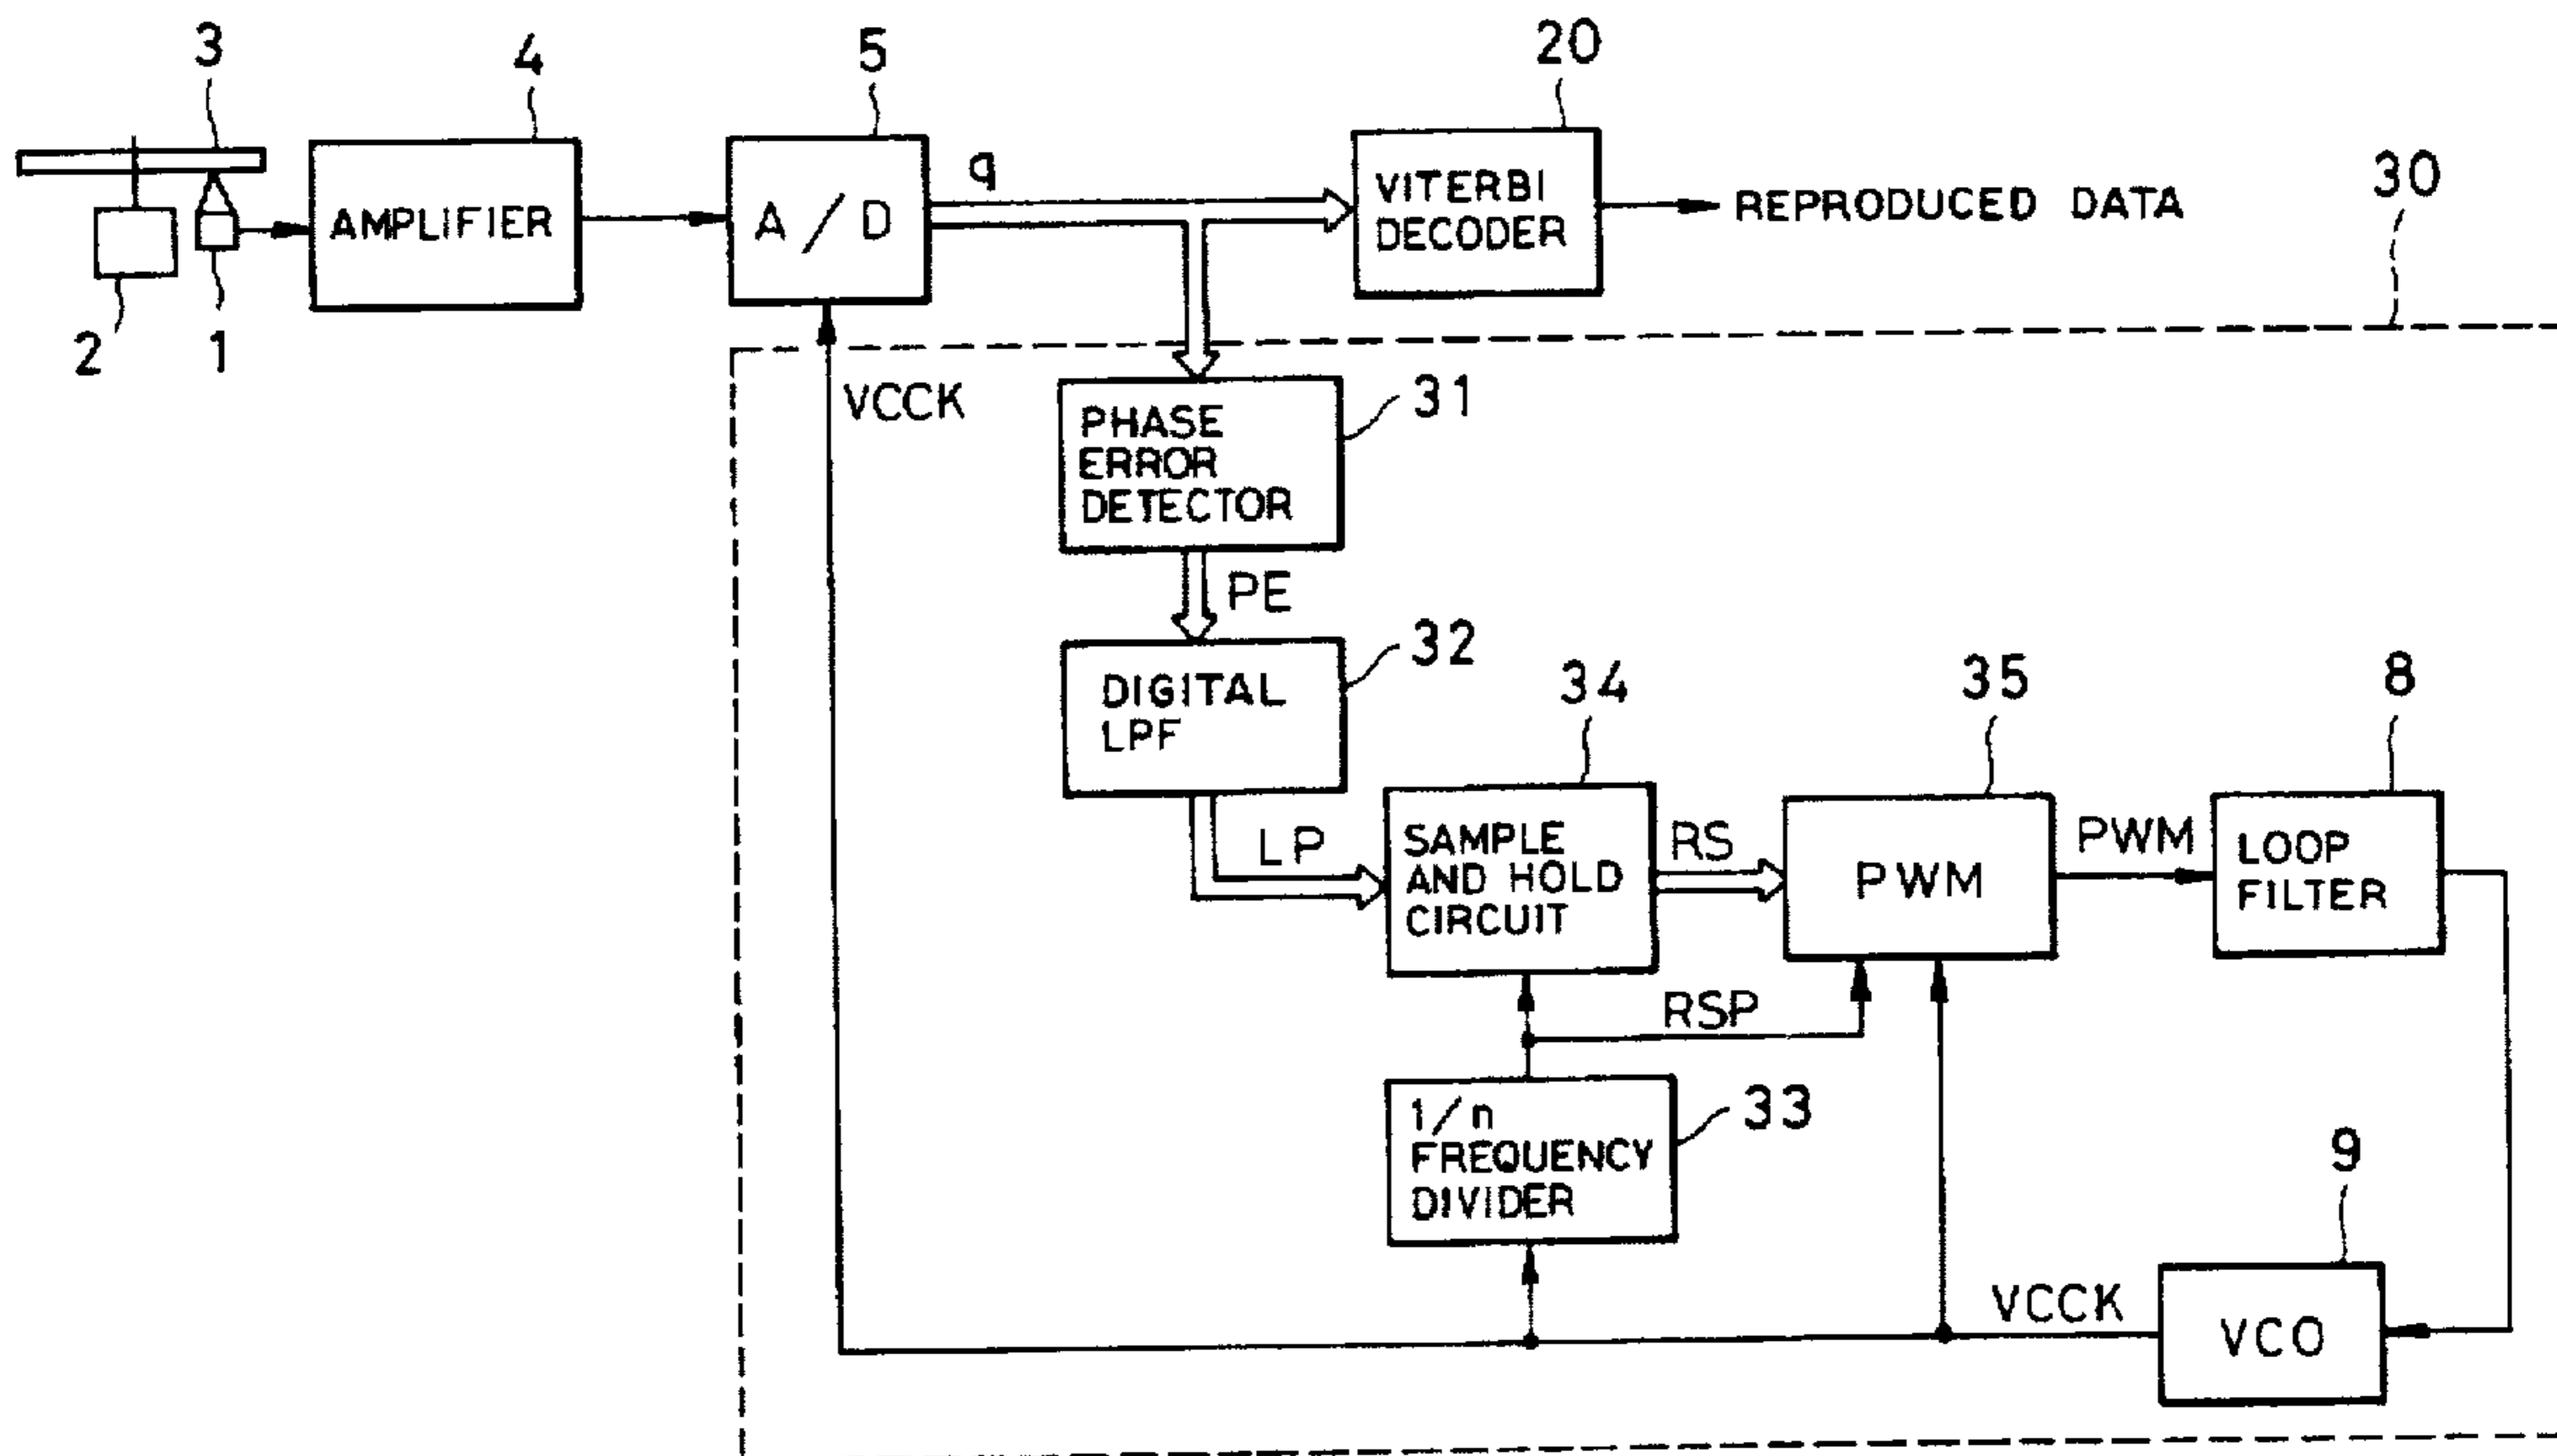 3
4
5
20
AMPLIFIER
A/D
q
VITERBI
DECODER
REPRODUCED DATA
30
2
1
VCCK
PHASE
ERROR
DETECTOR
31
PE
DIGITAL
LPF
32
LP
SAMPLE
AND HOLD
CIRCUIT
34
RS
PWM
35
PWM
LOOP
FILTER
8
RSP
1/n
FREQUENCY
DIVIDER
33
VCCK
VCO
9